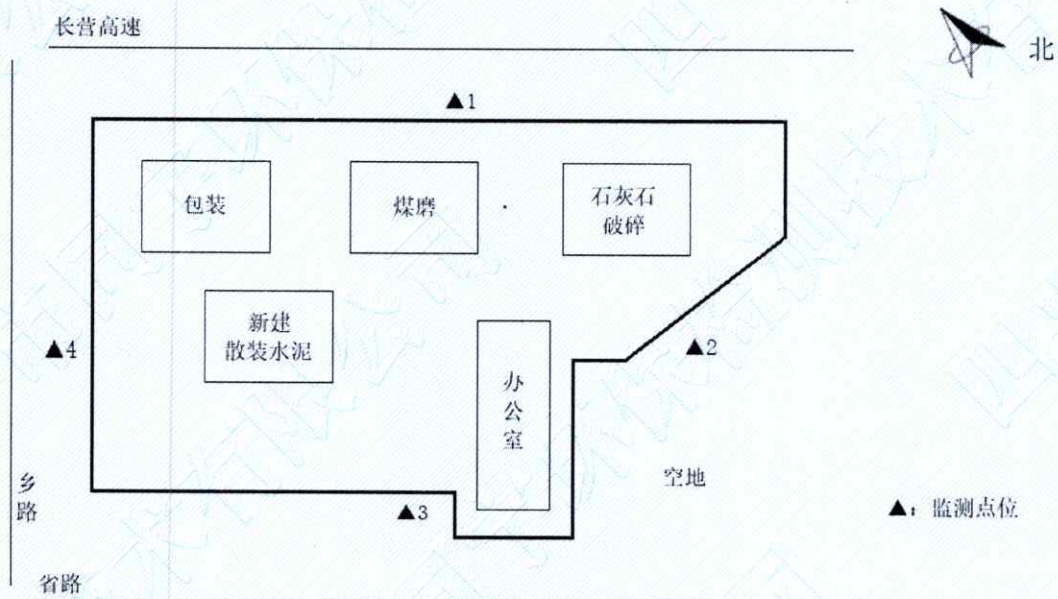 长营高速
北
▲1
包装
煤磨
石灰石
破碎
新建
散装水泥
▲4
▲2
办
公
室
乡
路
空地
▲3
▲：监测点位
省路